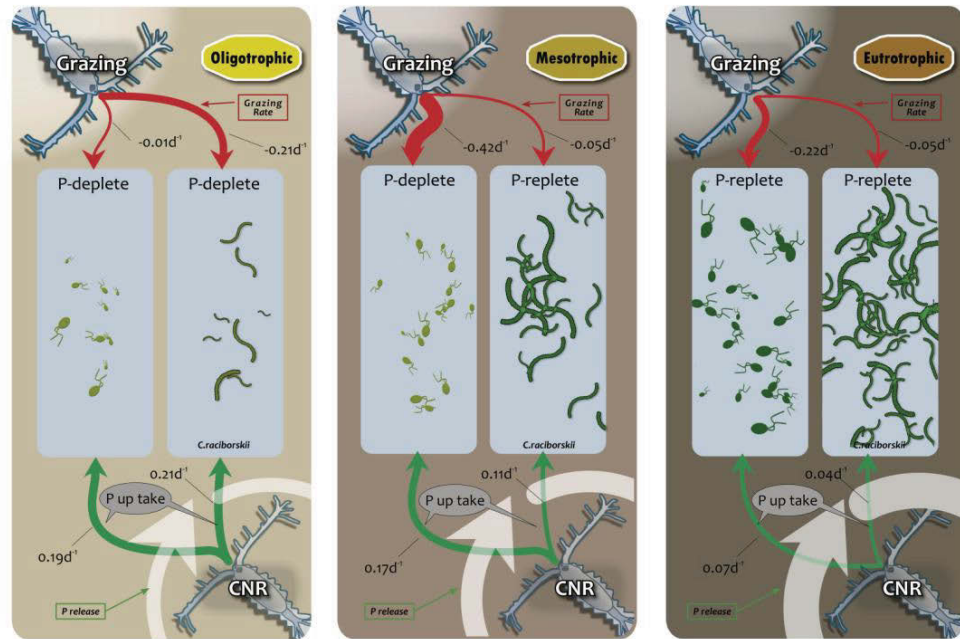 Grazing
Oligotrophic
Grazing
Rate
-0.01d⁻¹
-0.21d⁻¹
P-deplete
P-deplete
C.raciborskii
0.21d⁻¹
P up take
0.19d⁻¹
CNR
P release
Grazing
Mesotrophic
Grazing
Rate
-0.42d⁻¹
-0.05d⁻¹
P-deplete
P-replete
0.11d⁻¹
P up take
0.17d⁻¹
CNR
P release
Grazing
Eutrotrophic
Grazing
Rate
-0.22d⁻¹
-0.05d⁻¹
P-replete
P-replete
C.raciborskii
0.04d⁻¹
P up take
0.07d⁻¹
CNR
P release